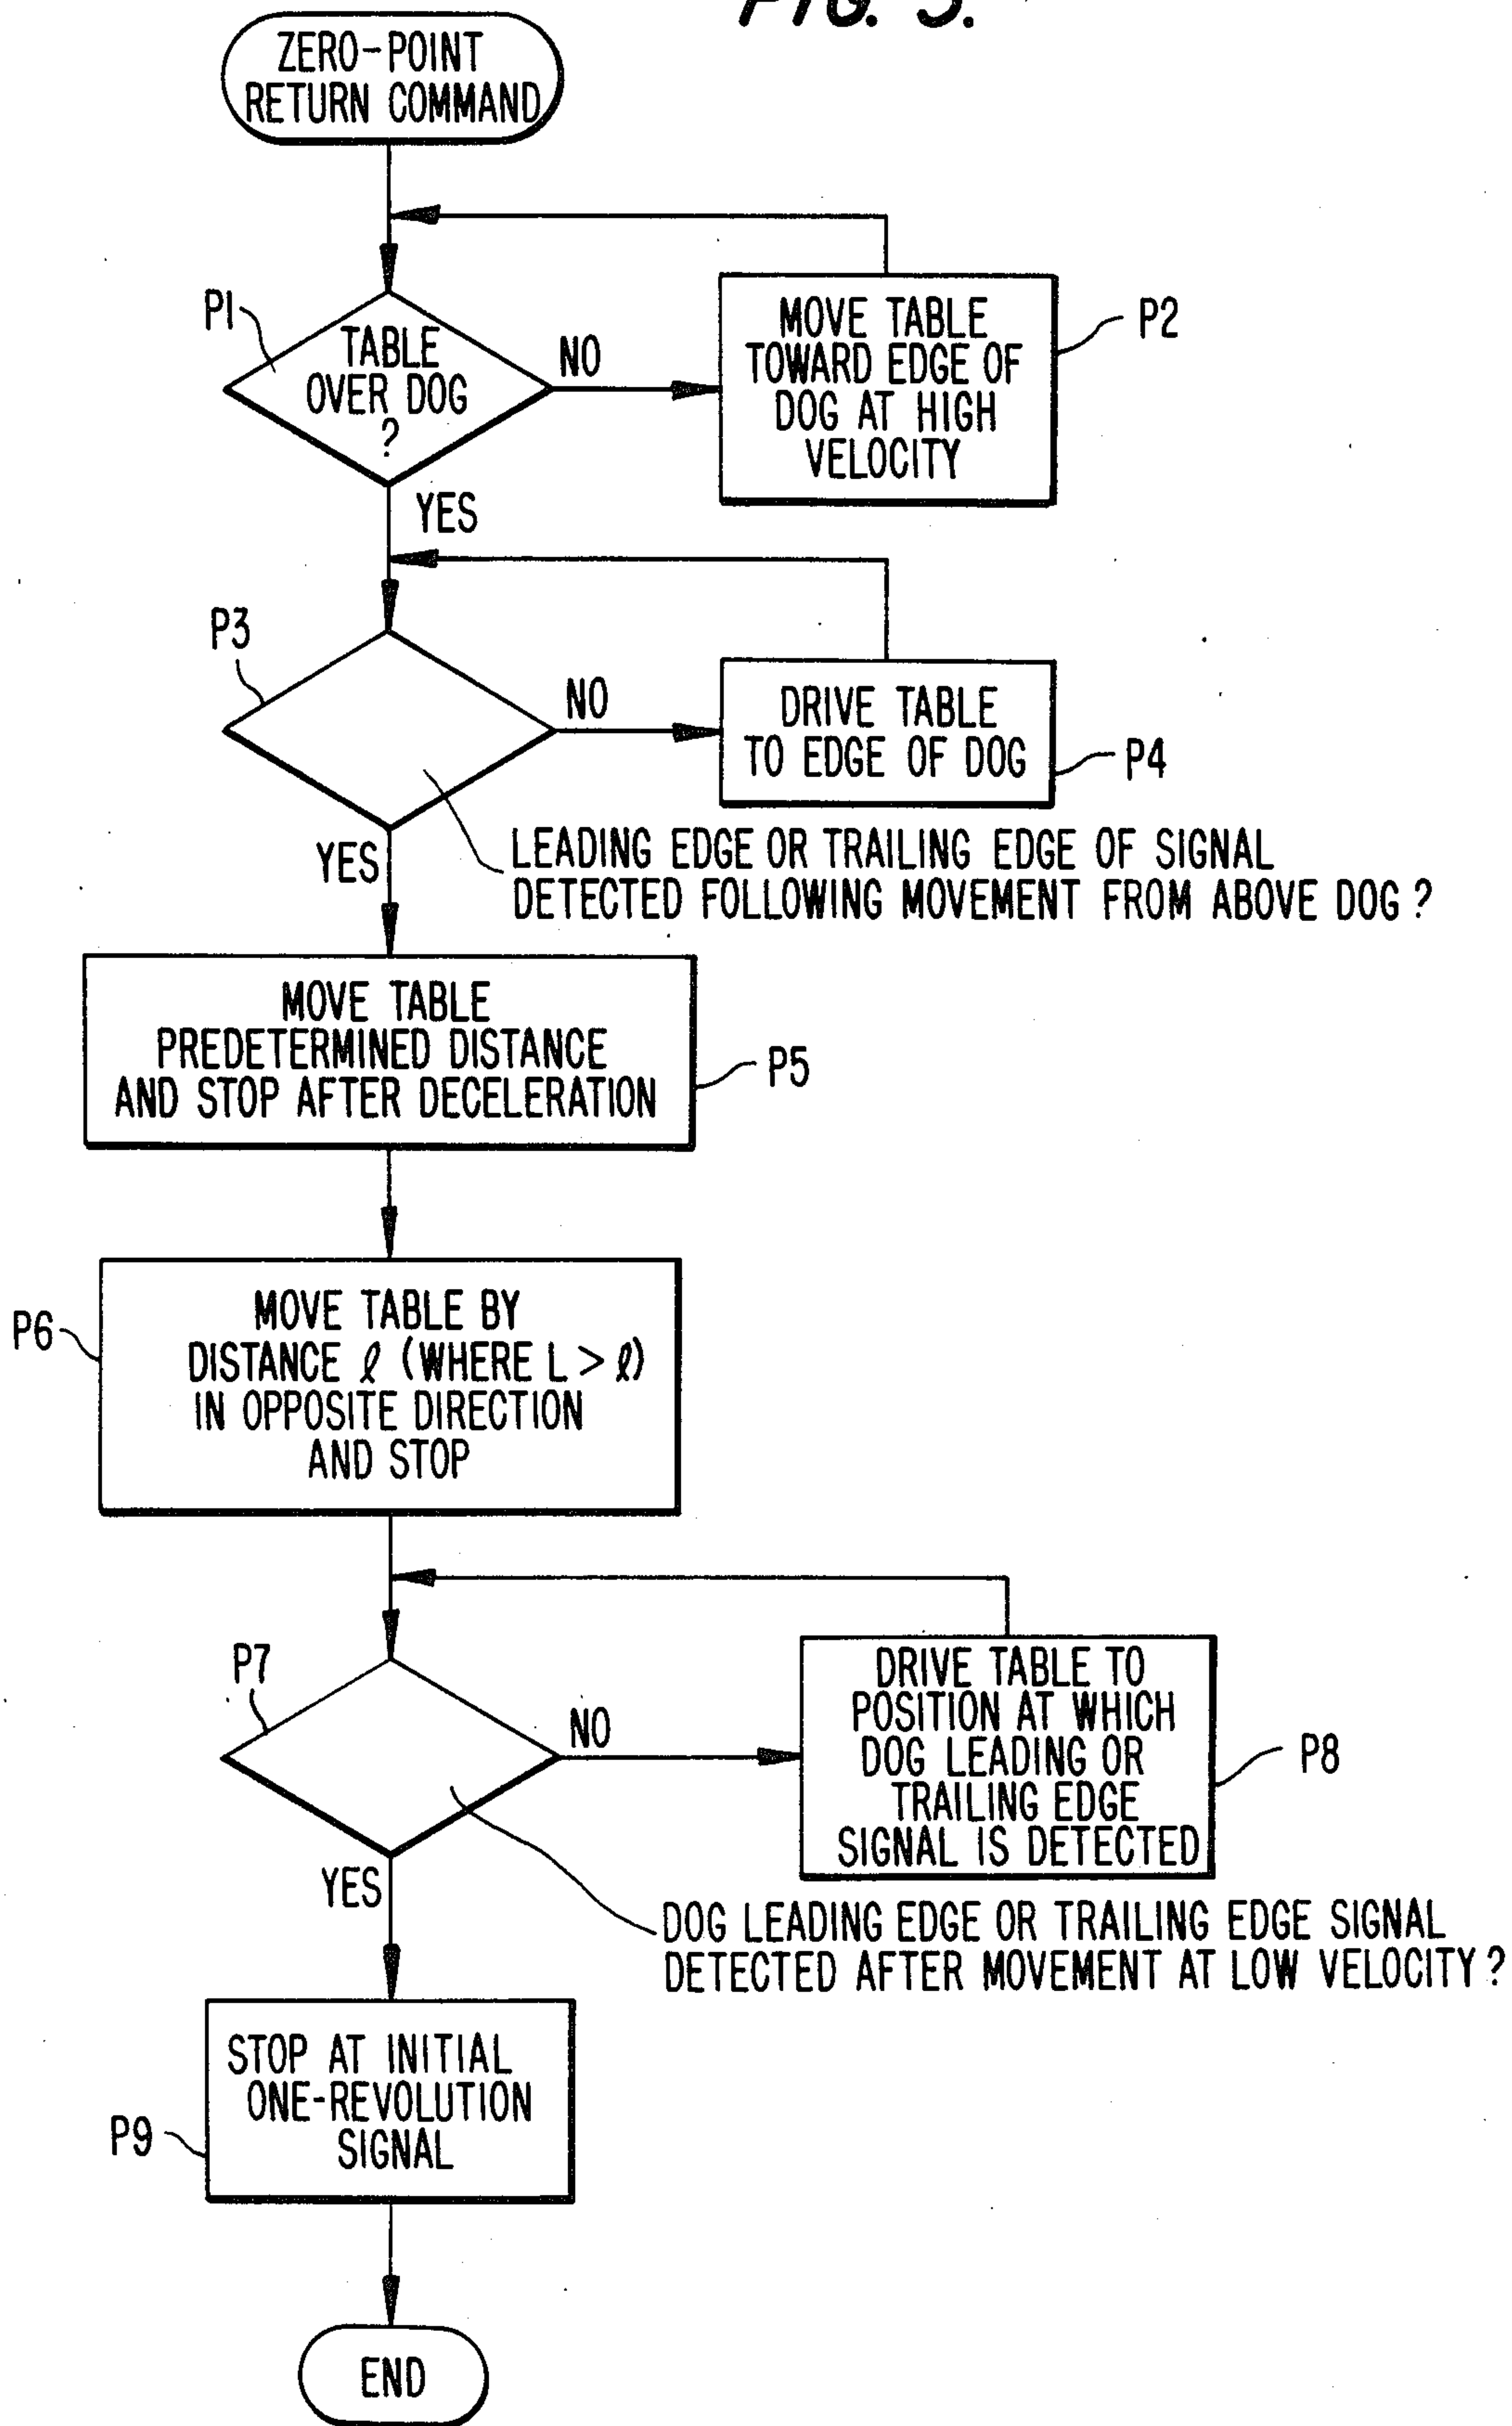 FIG. 3.
ZERO-POINT
RETURN COMMAND
P1
TABLE
OVER DOG
?
NO
MOVE TABLE
TOWARD EDGE OF
DOG AT HIGH
VELOCITY
P2
YES
P3
NO
DRIVE TABLE
TO EDGE OF DOG
P4
YES
LEADING EDGE OR TRAILING EDGE OF SIGNAL
DETECTED FOLLOWING MOVEMENT FROM ABOVE DOG?
MOVE TABLE
PREDETERMINED DISTANCE
AND STOP AFTER DECELERATION
P5
P6
MOVE TABLE BY
DISTANCE ℓ (WHERE L > ℓ)
IN OPPOSITE DIRECTION
AND STOP
P7
NO
DRIVE TABLE TO
POSITION AT WHICH
DOG LEADING OR
TRAILING EDGE
SIGNAL IS DETECTED
P8
YES
DOG LEADING EDGE OR TRAILING EDGE SIGNAL
DETECTED AFTER MOVEMENT AT LOW VELOCITY?
P9
STOP AT INITIAL
ONE-REVOLUTION
SIGNAL
END